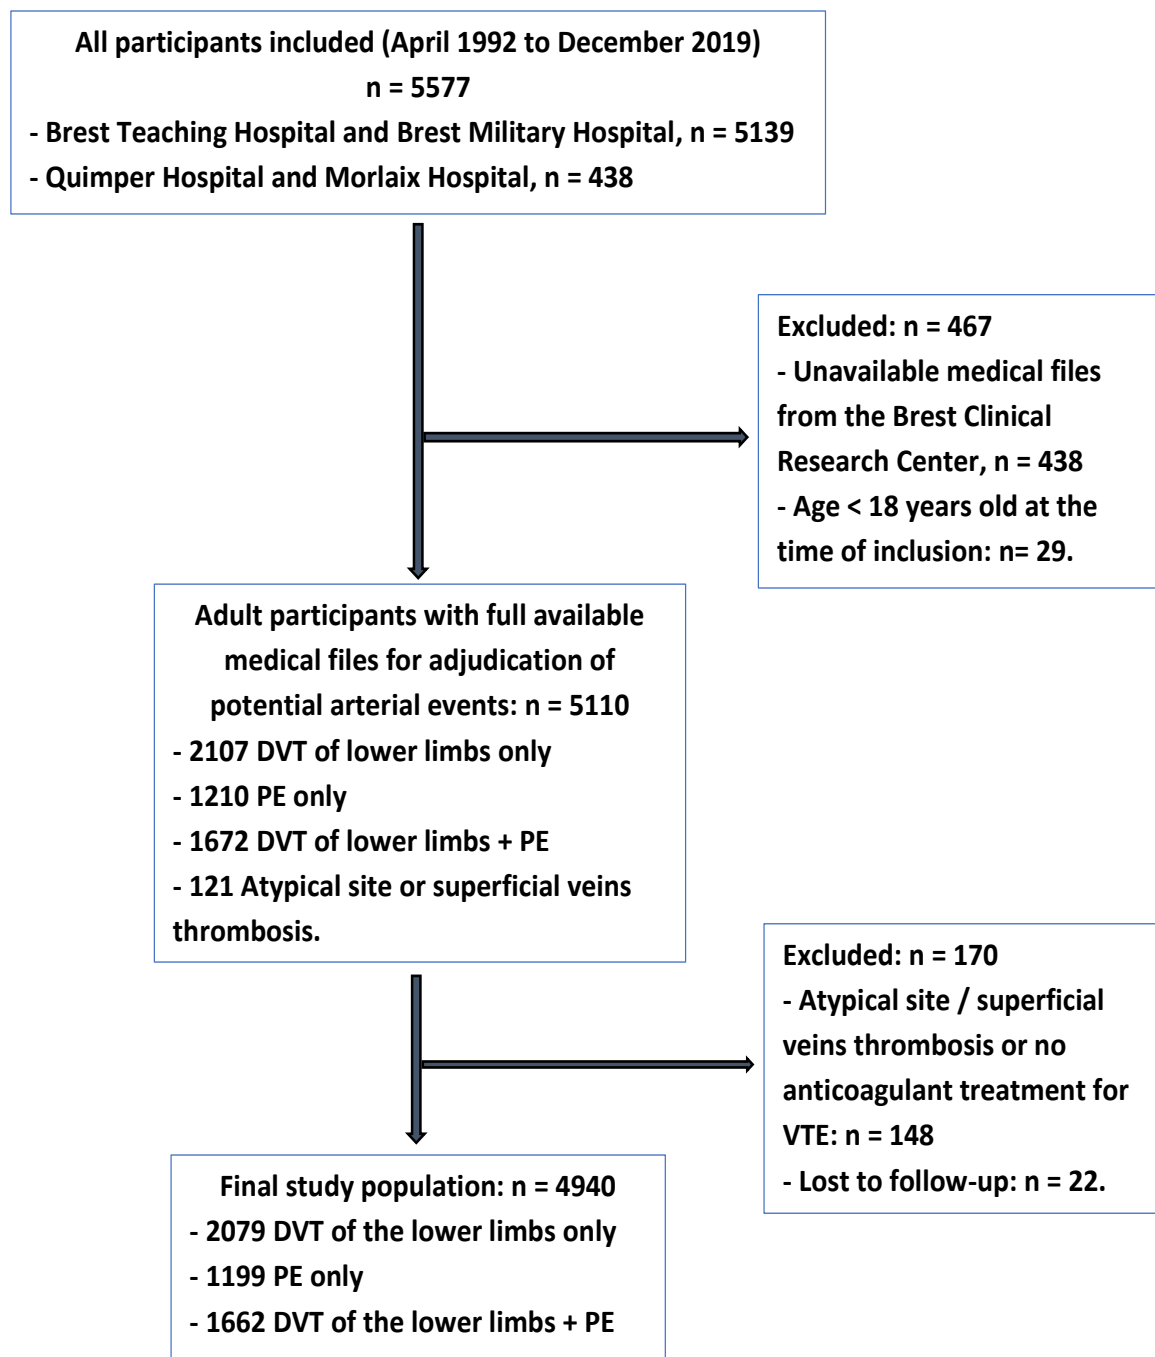 All participants included (April 1992 to December 2019)
n = 5577
- Brest Teaching Hospital and Brest Military Hospital, n = 5139
- Quimper Hospital and Morlaix Hospital, n = 438
Excluded: n = 467
- Unavailable medical files
from the Brest Clinical
Research Center, n = 438
- Age < 18 years old at the
time of inclusion: n= 29.
Adult participants with full available
medical files for adjudication of
potential arterial events: n = 5110
- 2107 DVT of lower limbs only
- 1210 PE only
- 1672 DVT of lower limbs + PE
- 121 Atypical site or superficial veins
thrombosis.
Excluded: n = 170
- Atypical site / superficial
veins thrombosis or no
anticoagulant treatment for
VTE: n = 148
- Lost to follow-up: n = 22.
Final study population: n = 4940
- 2079 DVT of the lower limbs only
- 1199 PE only
- 1662 DVT of the lower limbs + PE